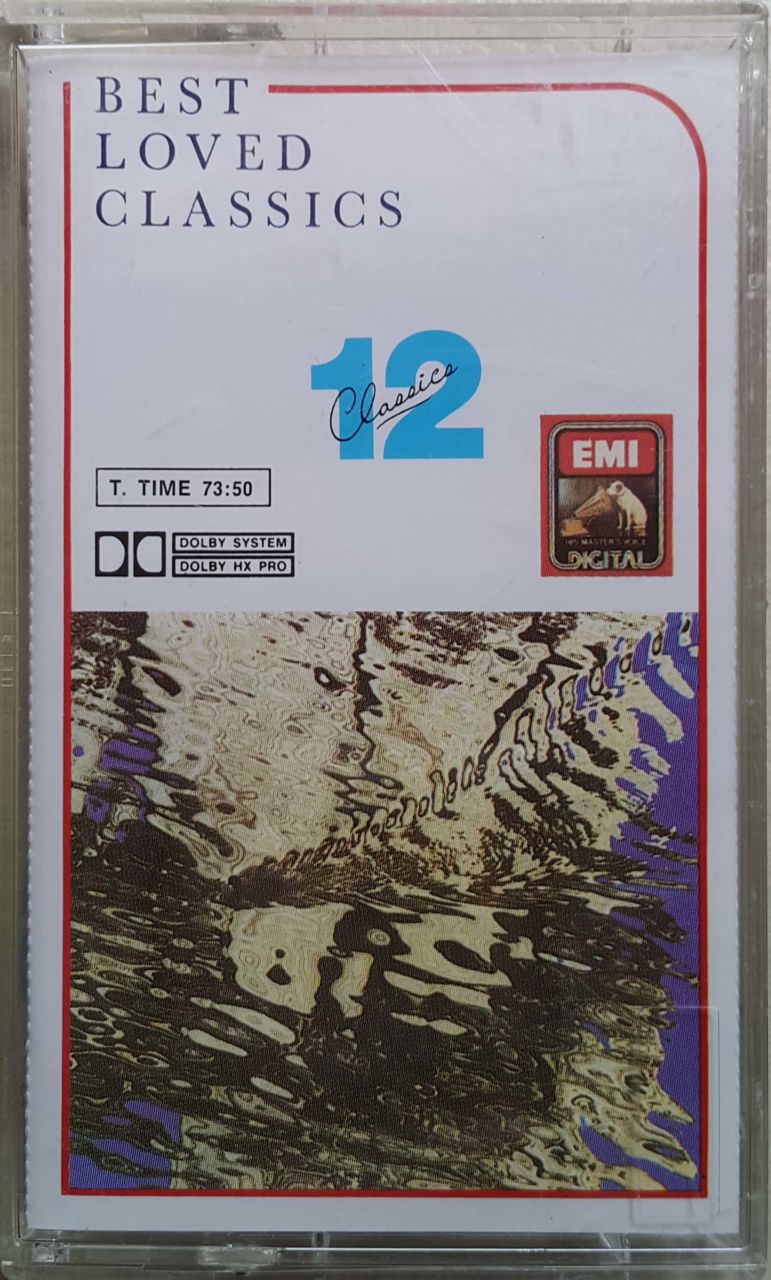 BEST
LOVED
CLASSICS
12
Classics
T. TIME 73:50
DOLBY SYSTEM
DOLBY HX PRO
EMI
HIS MASTER'S VOICE
DIGITAL